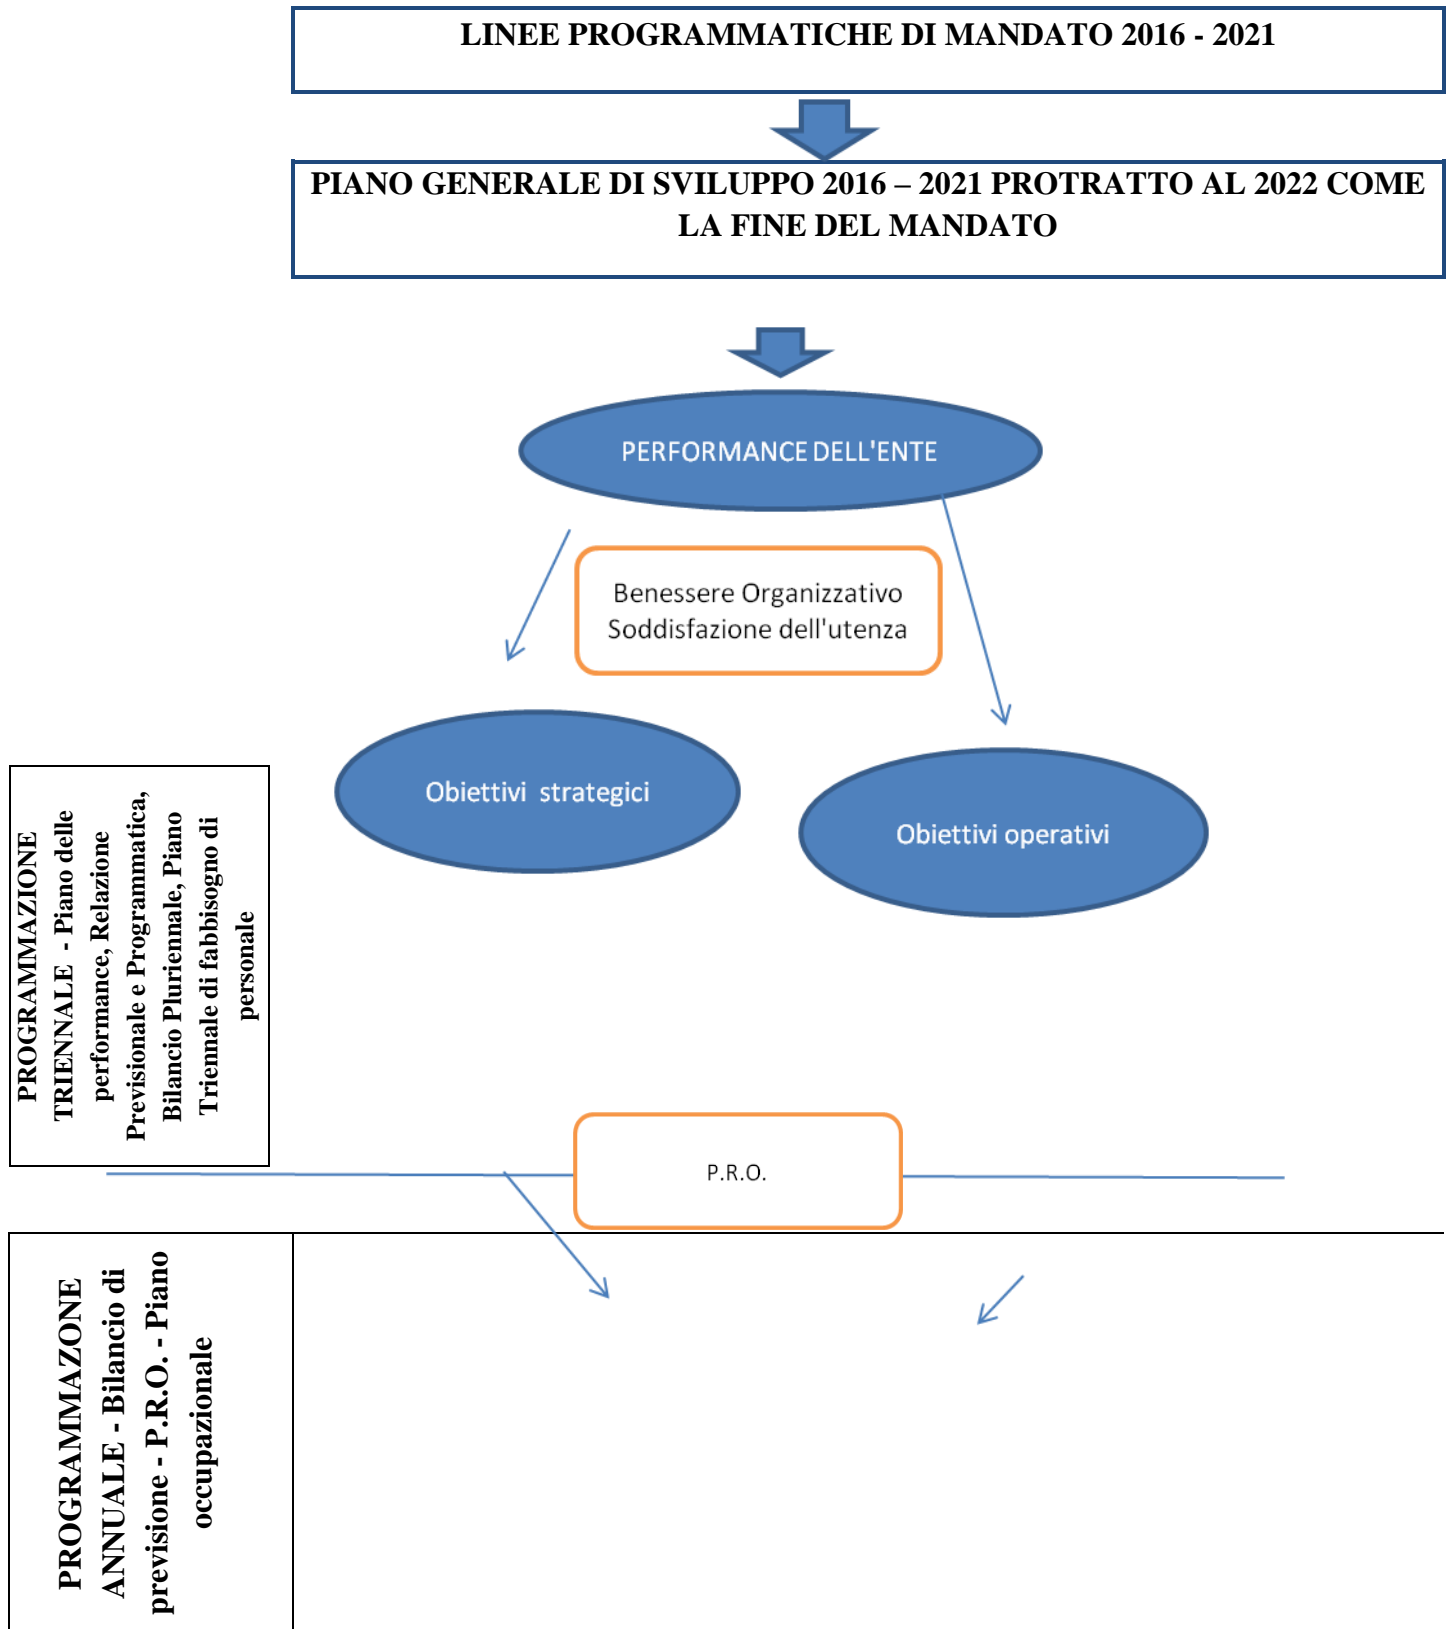 LINEE PROGRAMMATICHE DI MANDATO 2016 - 2021
PIANO GENERALE DI SVILUPPO 2016 – 2021 PROTRATTO AL 2022 COME
LA FINE DEL MANDATO
PERFORMANCE DELL'ENTE
Benessere Organizzativo
Soddisfazione dell'utenza
Obiettivi strategici
Obiettivi operativi
PROGRAMMAZIONE
TRIENNALE - Piano delle
performance, Relazione
Previsionale e Programmatica,
Bilancio Pluriennale, Piano
Triennale di fabbisogno di
personale
P.R.O.
PROGRAMMAZONE
ANNUALE - Bilancio di
previsione - P.R.O. - Piano
occupazionale